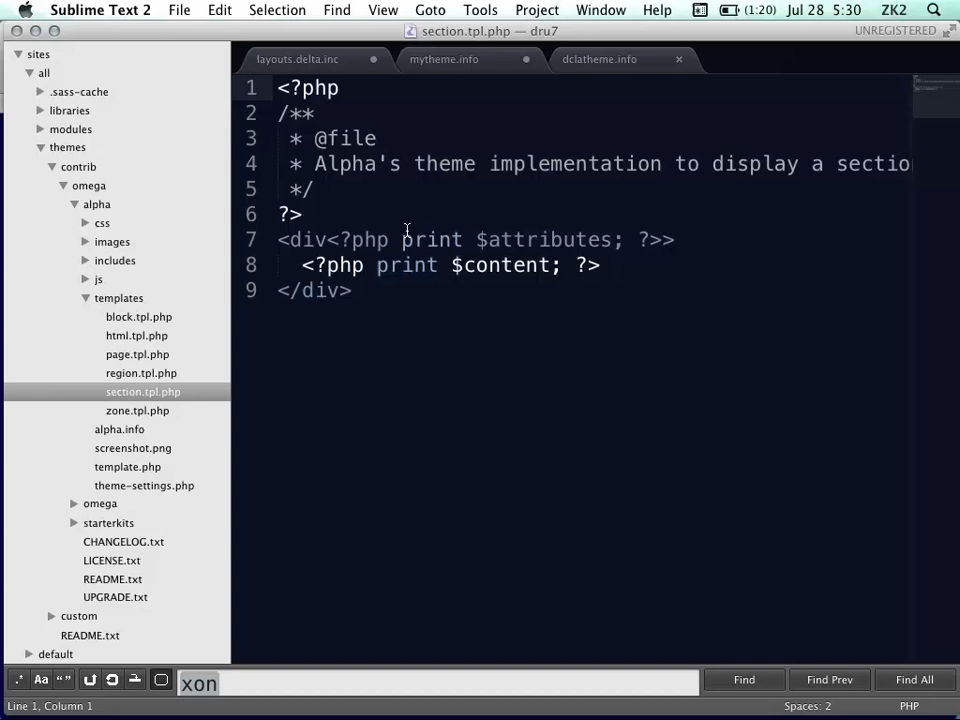 Sublime Text 2 File Edit Selection Find View Goto Tools Project Window Help (1:20) Jul 28 5:30 ZK2
section.tpl.php — dru7 UNREGISTERED
layouts.delta.inc mytheme.info dclatheme.info
sites
all
.sass-cache
libraries
modules
themes
contrib
omega
alpha
css
images
includes
js
templates
block.tpl.php
html.tpl.php
page.tpl.php
region.tpl.php
section.tpl.php
zone.tpl.php
alpha.info
screenshot.png
template.php
theme-settings.php
omega
starterkits
CHANGELOG.txt
LICENSE.txt
README.txt
UPGRADE.txt
custom
README.txt
default
1 <?php
2 /**
3 * @file
4 * Alpha's theme implementation to display a sectio
5 */
6 ?>
7 <div<?php print $attributes; ?>>
8 <?php print $content; ?>
9 </div>
.* Aa “” xon Find Find Prev Find All
Line 1, Column 1 Spaces: 2 PHP